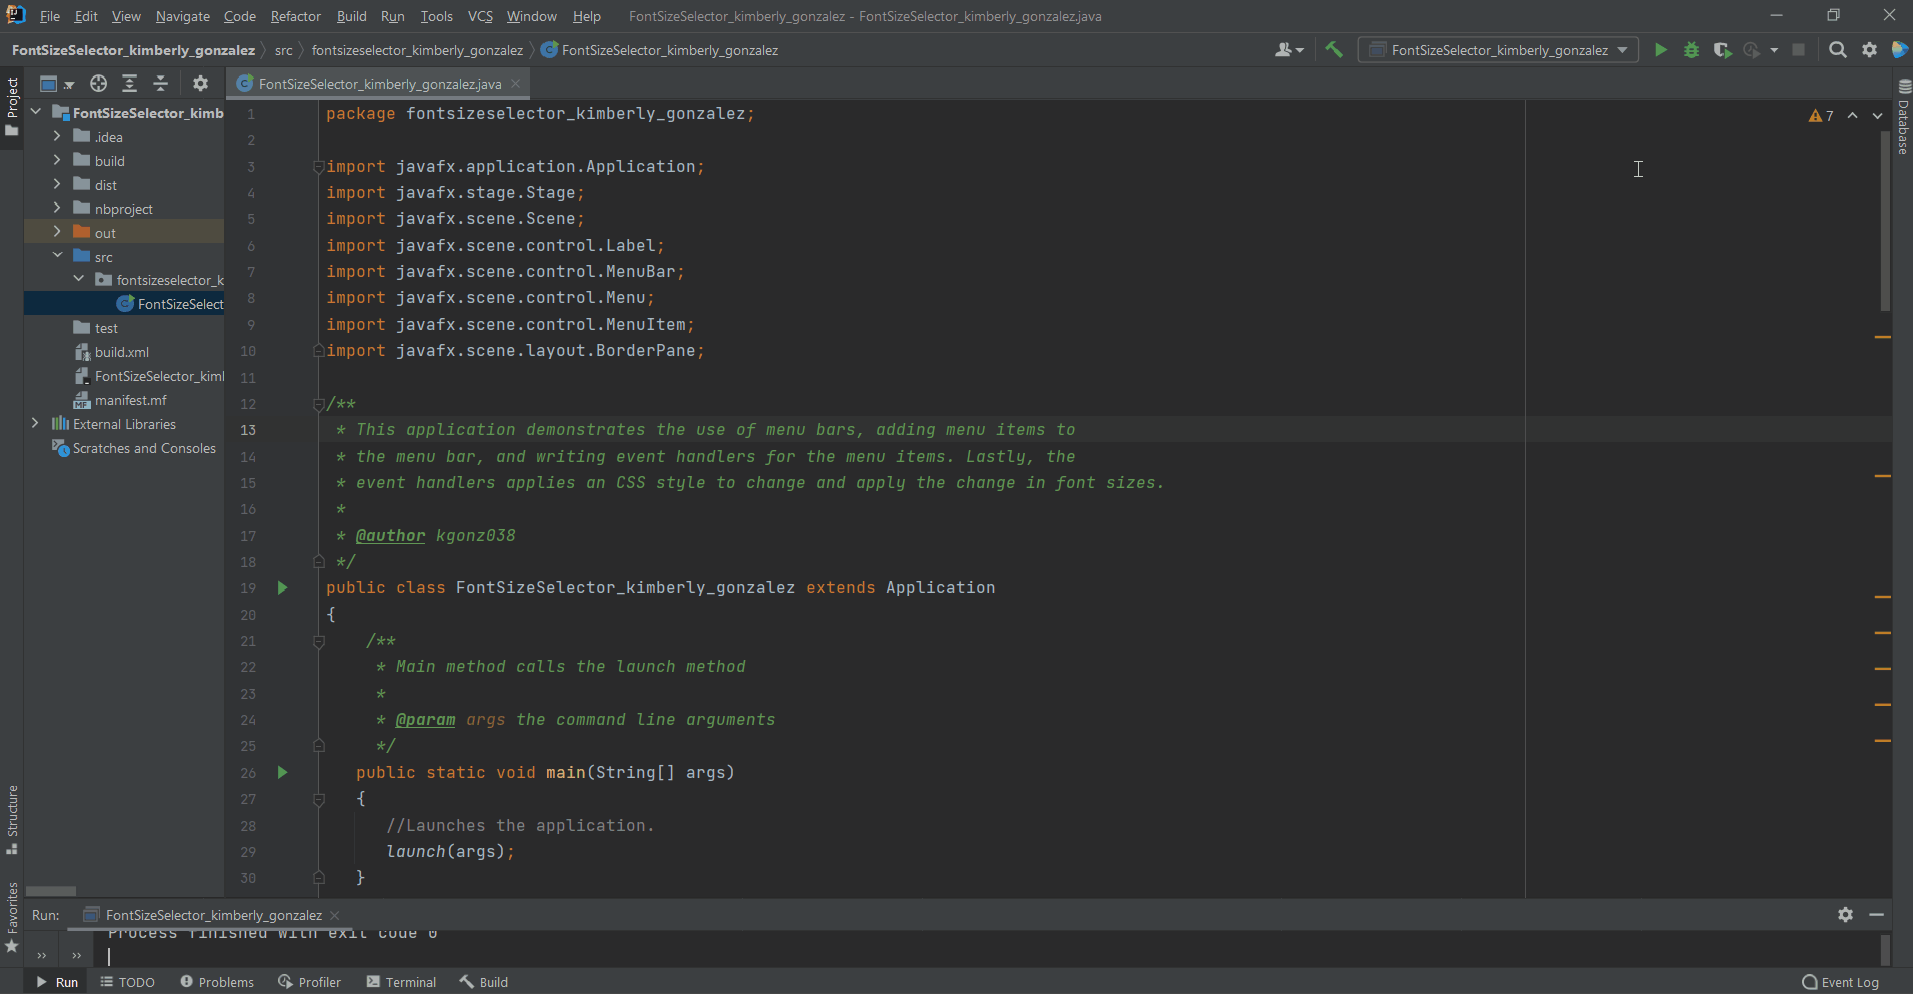 File Edit View Navigate Code Refactor Build Run Tools VCS Window Help FontSizeSelector_kimberly_gonzalez - FontSizeSelector_kimberly_gonzalez.java
FontSizeSelector_kimberly_gonzalez src fontsizeselector_kimberly_gonzalez FontSizeSelector_kimberly_gonzalez FontSizeSelector_kimberly_gonzalez
Project
FontSizeSelector_kimberly_gonzalez.java
Database
FontSizeSelector_kimb
.idea
build
dist
nbproject
out
src
fontsizeselector_k
FontSizeSelect
test
build.xml
FontSizeSelector_kiml
manifest.mf
External Libraries
Scratches and Consoles
7
1 package fontsizeselector_kimberly_gonzalez;
2
3 import javafx.application.Application;
4 import javafx.stage.Stage;
5 import javafx.scene.Scene;
6 import javafx.scene.control.Label;
7 import javafx.scene.control.MenuBar;
8 import javafx.scene.control.Menu;
9 import javafx.scene.control.MenuItem;
10 import javafx.scene.layout.BorderPane;
11
12 /**
13 * This application demonstrates the use of menu bars, adding menu items to
14 * the menu bar, and writing event handlers for the menu items. Lastly, the
15 * event handlers applies an CSS style to change and apply the change in font sizes.
16 *
17 * @author kgonz038
18 */
19 public class FontSizeSelector_kimberly_gonzalez extends Application
20 {
21 /**
22 * Main method calls the launch method
23 *
24 * @param args the command line arguments
25 */
26 public static void main(String[] args)
27 {
28 //Launches the application.
29 launch(args);
30 }
Structure
Favorites
Run: FontSizeSelector_kimberly_gonzalez
Process finished with exit code 0
Run TODO Problems Profiler Terminal Build Event Log